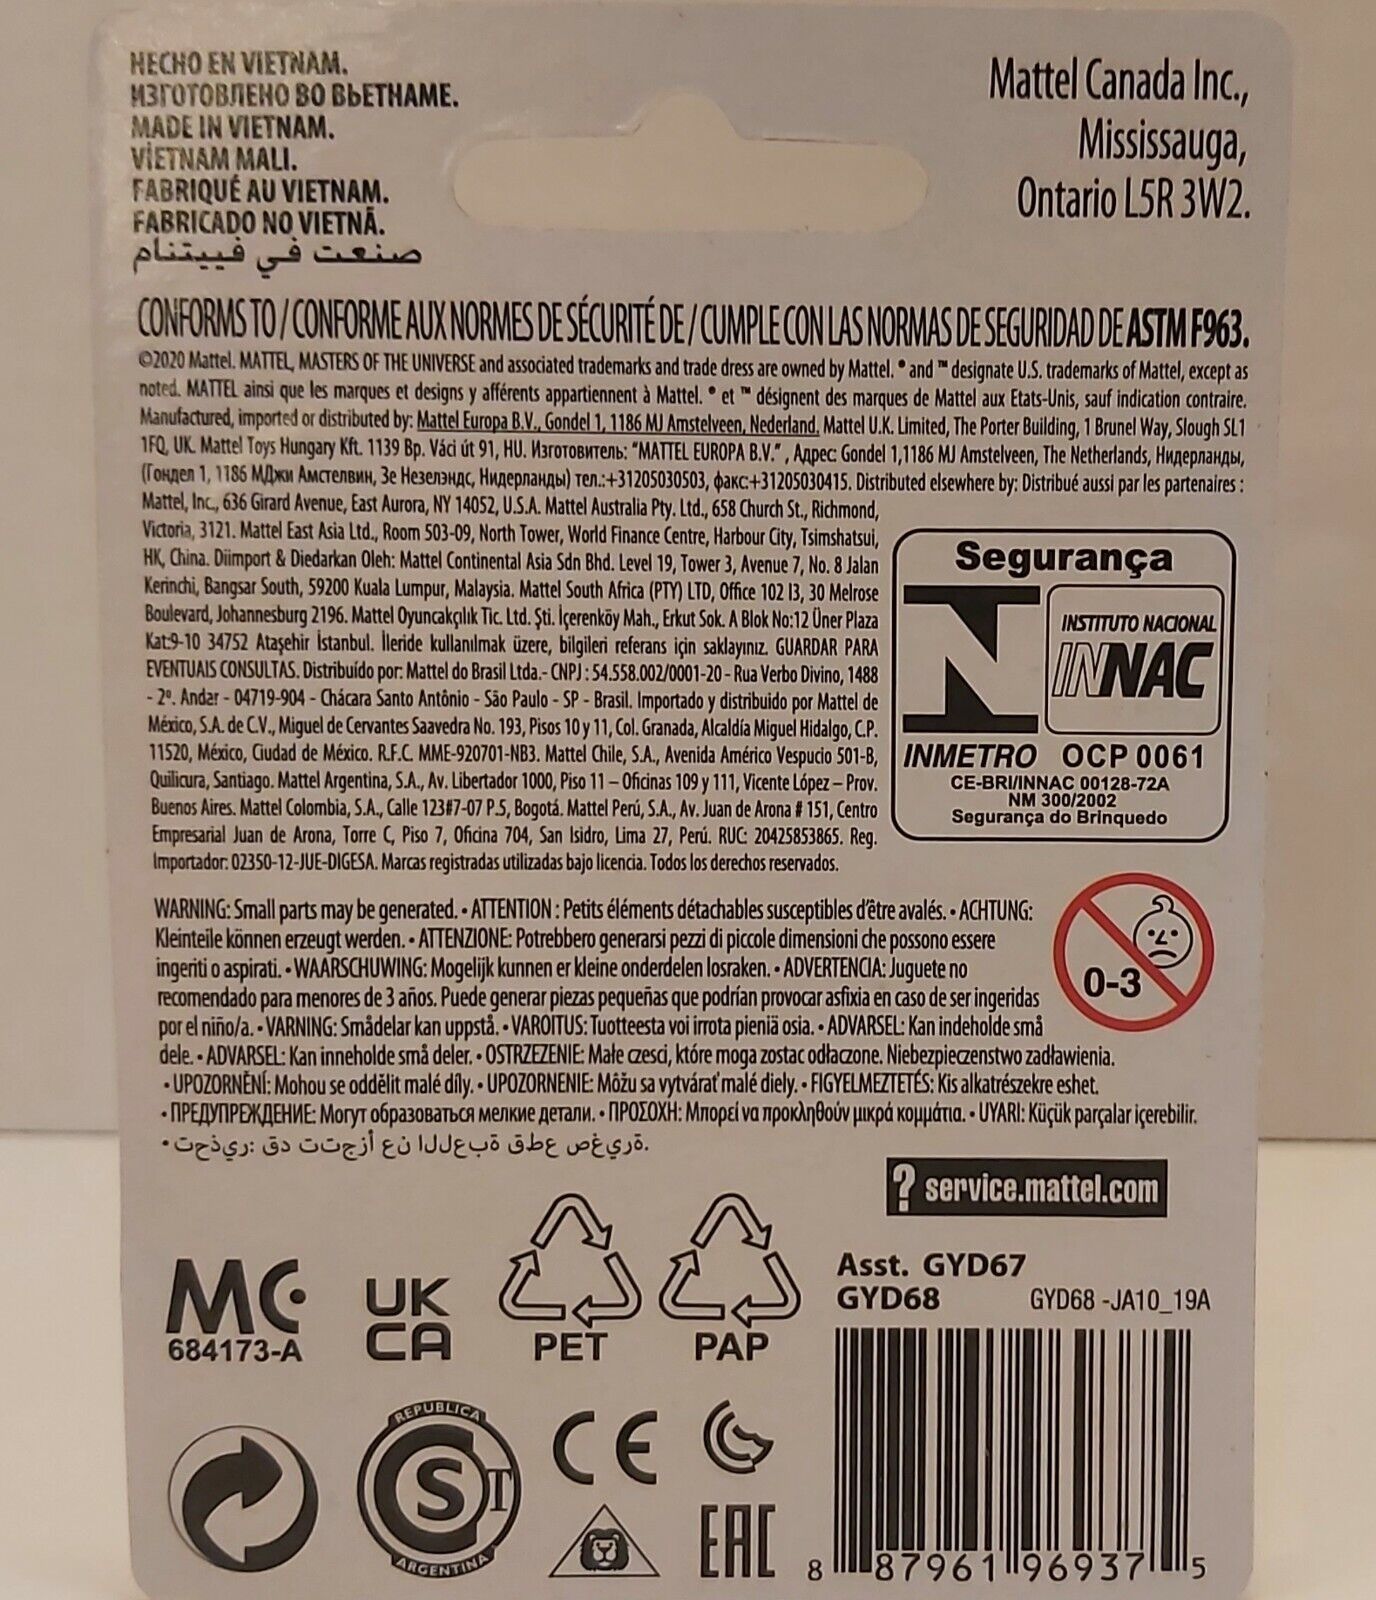 HECHO EN VIETNAM.
ИЗГОТОВЛЕНО ВО ВЬЕТНАМЕ.
MADE IN VIETNAM.
VİETNAM MALI.
FABRIQUÉ AU VIETNAM.
FABRICADO NO VIETNÃ.
صنعت في فييتنام
Mattel Canada Inc.,
Mississauga,
Ontario L5R 3W2.
CONFORMS TO / CONFORME AUX NORMES DE SÉCURITÉ DE / CUMPLE CON LAS NORMAS DE SEGURIDAD DE ASTM F963.
©2020 Mattel. MATTEL, MASTERS OF THE UNIVERSE and associated trademarks and trade dress are owned by Mattel. ® and ™ designate U.S. trademarks of Mattel, except as
noted. MATTEL ainsi que les marques et designs y afférents appartiennent à Mattel. ® et ™ désignent des marques de Mattel aux Etats-Unis, sauf indication contraire.
Manufactured, imported or distributed by: Mattel Europa B.V., Gondel 1, 1186 MJ Amstelveen, Nederland. Mattel U.K. Limited, The Porter Building, 1 Brunel Way, Slough SL1
1FQ, UK. Mattel Toys Hungary Kft. 1139 Bp. Váci út 91, HU. Изготовитель: "MATTEL EUROPA B.V." , Адрес: Gondel 1,1186 MJ Amstelveen, The Netherlands, Нидерланды,
(Гондел 1, 1186 МДжи Амстелвин, Зе Незелэндс, Нидерланды) тел.:+31205030503, факс:+31205030415. Distributed elsewhere by: Distribué aussi par les partenaires :
Mattel, Inc., 636 Girard Avenue, East Aurora, NY 14052, U.S.A. Mattel Australia Pty. Ltd., 658 Church St., Richmond,
Victoria, 3121. Mattel East Asia Ltd., Room 503-09, North Tower, World Finance Centre, Harbour City, Tsimshatsui,
HK, China. Diimport & Diedarkan Oleh: Mattel Continental Asia Sdn Bhd. Level 19, Tower 3, Avenue 7, No. 8 Jalan
Kerinchi, Bangsar South, 59200 Kuala Lumpur, Malaysia. Mattel South Africa (PTY) LTD, Office 102 I3, 30 Melrose
Boulevard, Johannesburg 2196. Mattel Oyuncakçılık Tic. Ltd. Şti. İçerenköy Mah., Erkut Sok. A Blok No:12 Üner Plaza
Kat:9-10 34752 Ataşehir İstanbul. İleride kullanılmak üzere, bilgileri referans için saklayınız. GUARDAR PARA
EVENTUAIS CONSULTAS. Distribuído por: Mattel do Brasil Ltda.- CNPJ : 54.558.002/0001-20 - Rua Verbo Divino, 1488
- 2º. Andar - 04719-904 - Chácara Santo Antônio - São Paulo - SP - Brasil. Importado y distribuido por Mattel de
México, S.A. de C.V., Miguel de Cervantes Saavedra No. 193, Pisos 10 y 11, Col. Granada, Alcaldía Miguel Hidalgo, C.P.
11520, México, Ciudad de México. R.F.C. MME-920701-NB3. Mattel Chile, S.A., Avenida Américo Vespucio 501-B,
Quilicura, Santiago. Mattel Argentina, S.A., Av. Libertador 1000, Piso 11 – Oficinas 109 y 111, Vicente López – Prov.
Buenos Aires. Mattel Colombia, S.A., Calle 123#7-07 P.5, Bogotá. Mattel Perú, S.A., Av. Juan de Arona # 151, Centro
Empresarial Juan de Arona, Torre C, Piso 7, Oficina 704, San Isidro, Lima 27, Perú. RUC: 20425853865. Reg.
Importador: 02350-12-JUE-DIGESA. Marcas registradas utilizadas bajo licencia. Todos los derechos reservados.
Segurança
INSTITUTO NACIONAL
INNAC
INMETRO OCP 0061
CE-BRI/INNAC 00128-72A
NM 300/2002
Segurança do Brinquedo
WARNING: Small parts may be generated. • ATTENTION : Petits éléments détachables susceptibles d'être avalés. • ACHTUNG:
Kleinteile können erzeugt werden. • ATTENZIONE: Potrebbero generarsi pezzi di piccole dimensioni che possono essere
ingeriti o aspirati. • WAARSCHUWING: Mogelijk kunnen er kleine onderdelen losraken. • ADVERTENCIA: Juguete no
recomendado para menores de 3 años. Puede generar piezas pequeñas que podrían provocar asfixia en caso de ser ingeridas
por el niño/a. • VARNING: Smådelar kan uppstå. • VAROITUS: Tuotteesta voi irrota pieniä osia. • ADVARSEL: Kan indeholde små
dele. • ADVARSEL: Kan inneholde små deler. • OSTRZEZENIE: Małe czesci, które moga zostac odłaczone. Niebezpieczenstwo zadławienia.
• UPOZORNĚNÍ: Mohou se oddělit malé díly. • UPOZORNENIE: Môžu sa vytvárať malé diely. • FIGYELMEZTETÉS: Kis alkatrészekre eshet.
• ПРЕДУПРЕЖДЕНИЕ: Могут образоваться мелкие детали. • ΠΡΟΣΟΧΗ: Μπορεί να προκληθούν μικρά κομμάτια. • UYARI: Küçük parçalar içerebilir.
• تحذير: قد تتجزأ عن اللعبة قطع صغيرة.
0-3
? service.mattel.com
MC
684173-A
UK
CA
PET
PAP
Asst. GYD67
GYD68 GYD68 -JA10_19A
REPUBLICA
S T
ARGENTINA
CE
EAC
8 87961 96937 5